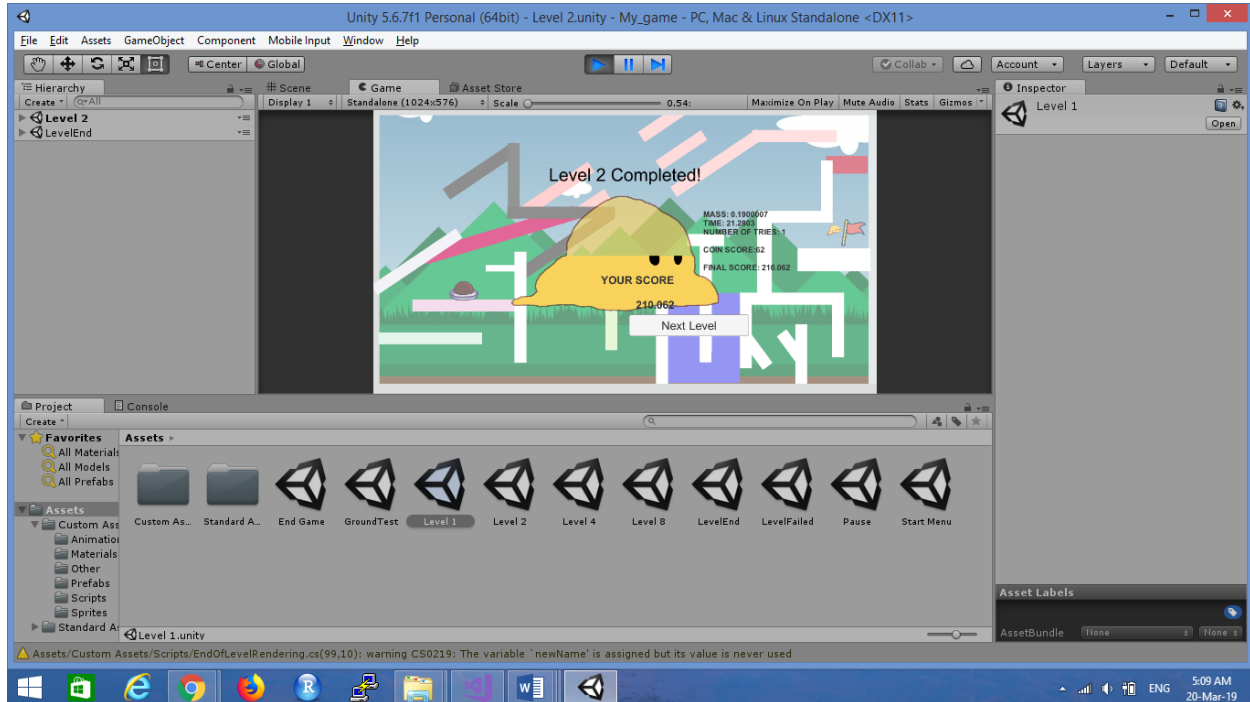 Unity 5.6.7f1 Personal (64bit) - Level 2.unity - My_game - PC, Mac & Linux Standalone <DX11>
File Edit Assets GameObject Component Mobile Input Window Help
Center Global Collab Account Layers Default
Hierarchy Scene Game Asset Store Inspector
Create All Display 1 Standalone (1024x576) Scale 0.54: Maximize On Play Mute Audio Stats Gizmos Level 1
Level 2
Open
LevelEnd
Level 2 Completed!
MASS: 0.1900007
TIME: 21.2803
NUMBER OF TRIES: 1
COIN SCORE:62
FINAL SCORE: 210.062
YOUR SCORE
210.062
Next Level
Project Console
Create
Favorites Assets
All Materials
All Models
All Prefabs
Assets
Custom Ass
Animation
Materials
Other
Prefabs
Scripts
Sprites
Standard As
Custom As... Standard A... End Game GroundTest Level 1 Level 2 Level 4 Level 8 LevelEnd LevelFailed Pause Start Menu
Level 1.unity
Asset Labels
AssetBundle None None
Assets/Custom Assets/Scripts/EndOfLevelRendering.cs(99,10): warning CS0219: The variable `newName' is assigned but its value is never used
ENG 5:09 AM
20-Mar-19